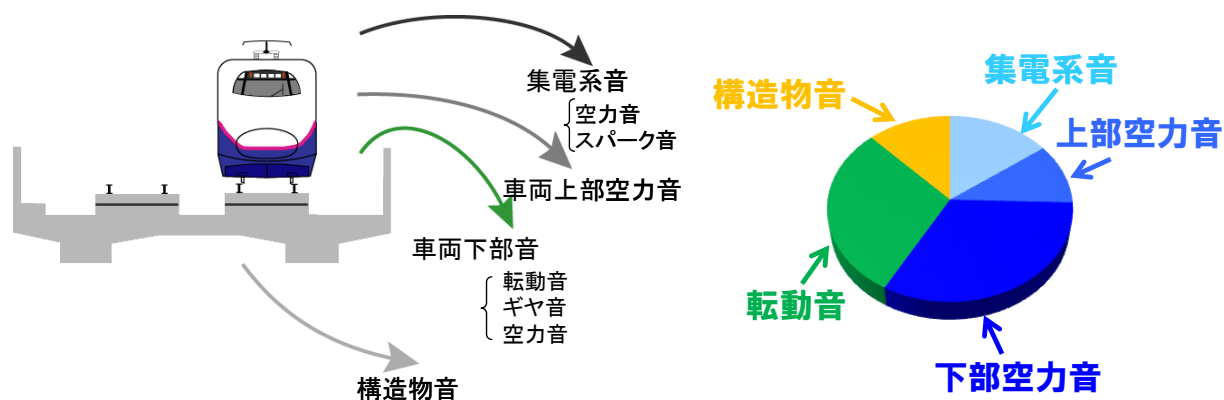 集電系音
空力音
スパーク音
車両上部空力音
車両下部音
転動音
ギヤ音
空力音
構造物音
集電系音
構造物音
上部空力音
転動音
下部空力音